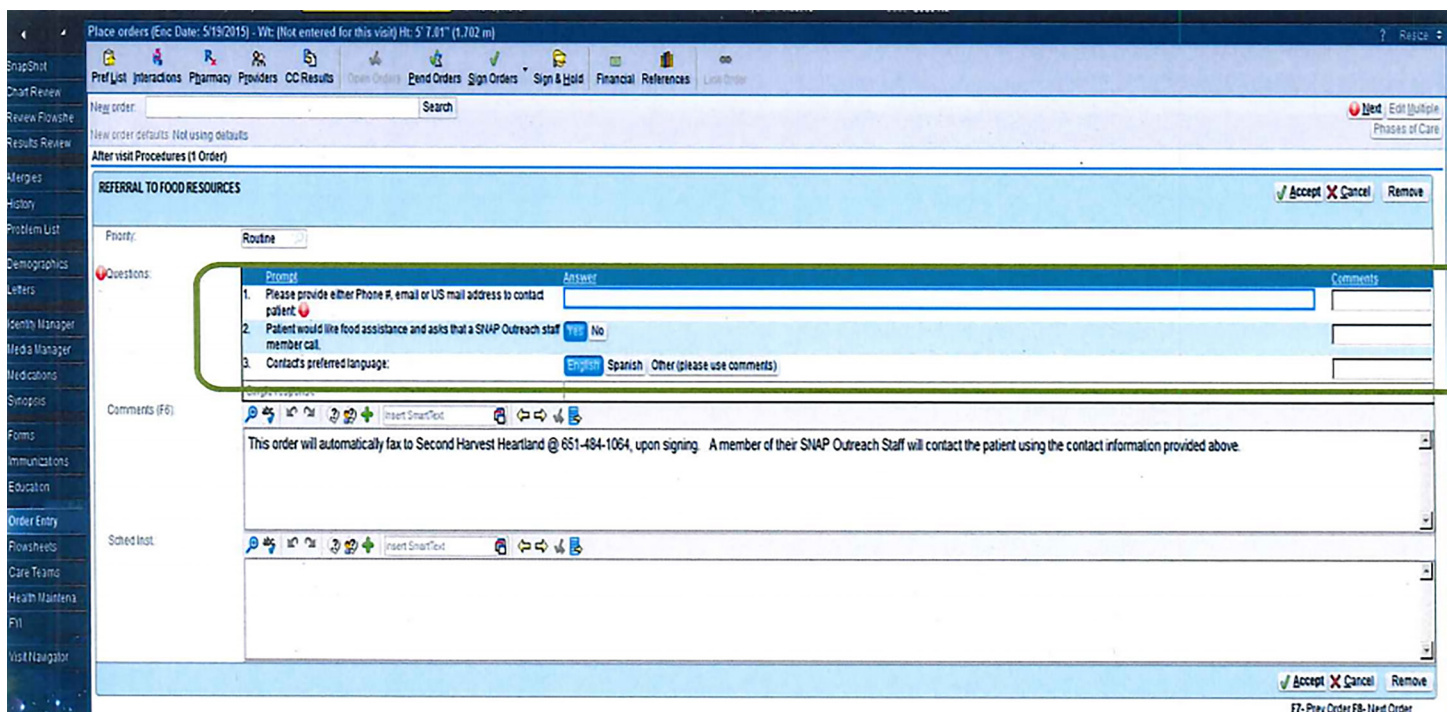 Place orders (Enc Date: 5/19/2015) - Wt: (Not entered for this visit) Ht: 5' 7.01" (1.702 m)
? Resize
SnapShot
Chart Review
Review Flowshe
Results Review
Allergies
History
Problem List
Demographics
Letters
Identity Manager
Media Manager
Medications
Synopsis
Forms
Immunizations
Education
Order Entry
Flowsheets
Care Teams
Health Maintena
FYI
Visit Navigator
Pref List Interactions Pharmacy Providers CC Results Open Orders Pend Orders Sign Orders Sign & Hold Financial References Link Order
New order: Search
Next Edit Multiple
New order defaults Not using defaults
Phases of Care
After visit Procedures (1 Order)
REFERRAL TO FOOD RESOURCES
Accept Cancel Remove
Priority: Routine
Questions: Prompt Answer Comments
1. Please provide either Phone #, email or US mail address to contact
patient:
2. Patient would like food assistance and asks that a SNAP Outreach staff Yes No
member call.
3. Contact's preferred language: English Spanish Other (please use comments)
Comments (F6): Insert SmartText
This order will automatically fax to Second Harvest Heartland @ 651-484-1064, upon signing. A member of their SNAP Outreach Staff will contact the patient using the contact information provided above.
Sched Inst. Insert SmartText
Accept Cancel Remove
F7- Prev Order F8- Next Order